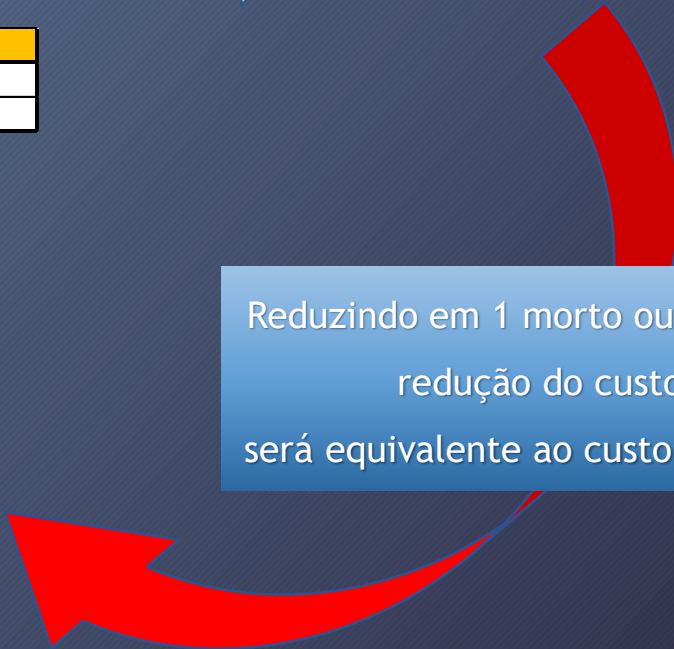 Reduzindo em 1 morto ou
redução do custo
será equivalente ao custo